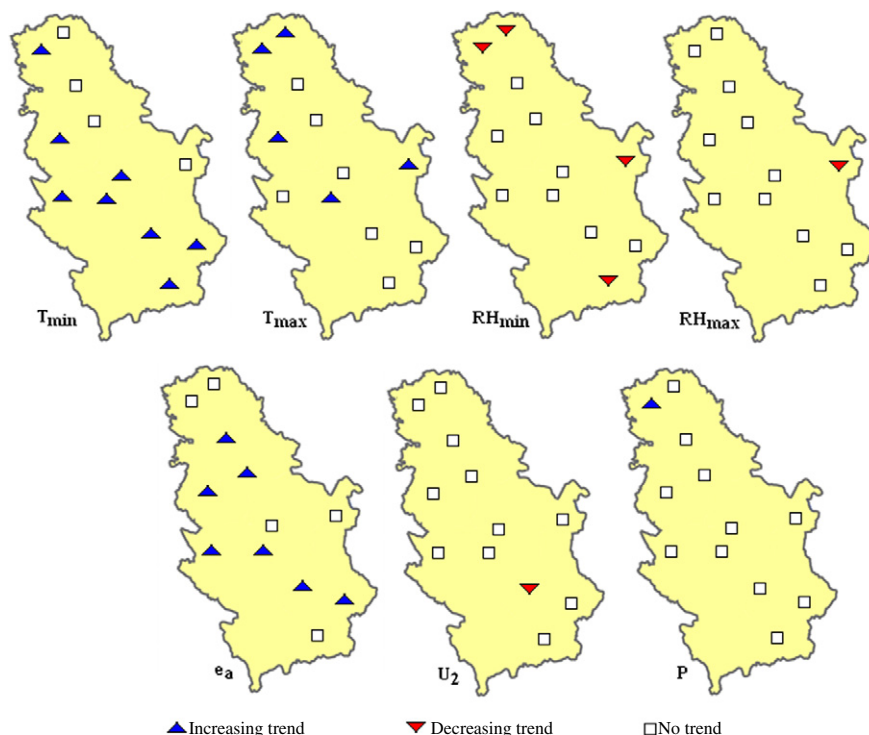 Tmin Tmax RHmin RHmax
ea U2 P
Increasing trend Decreasing trend No trend